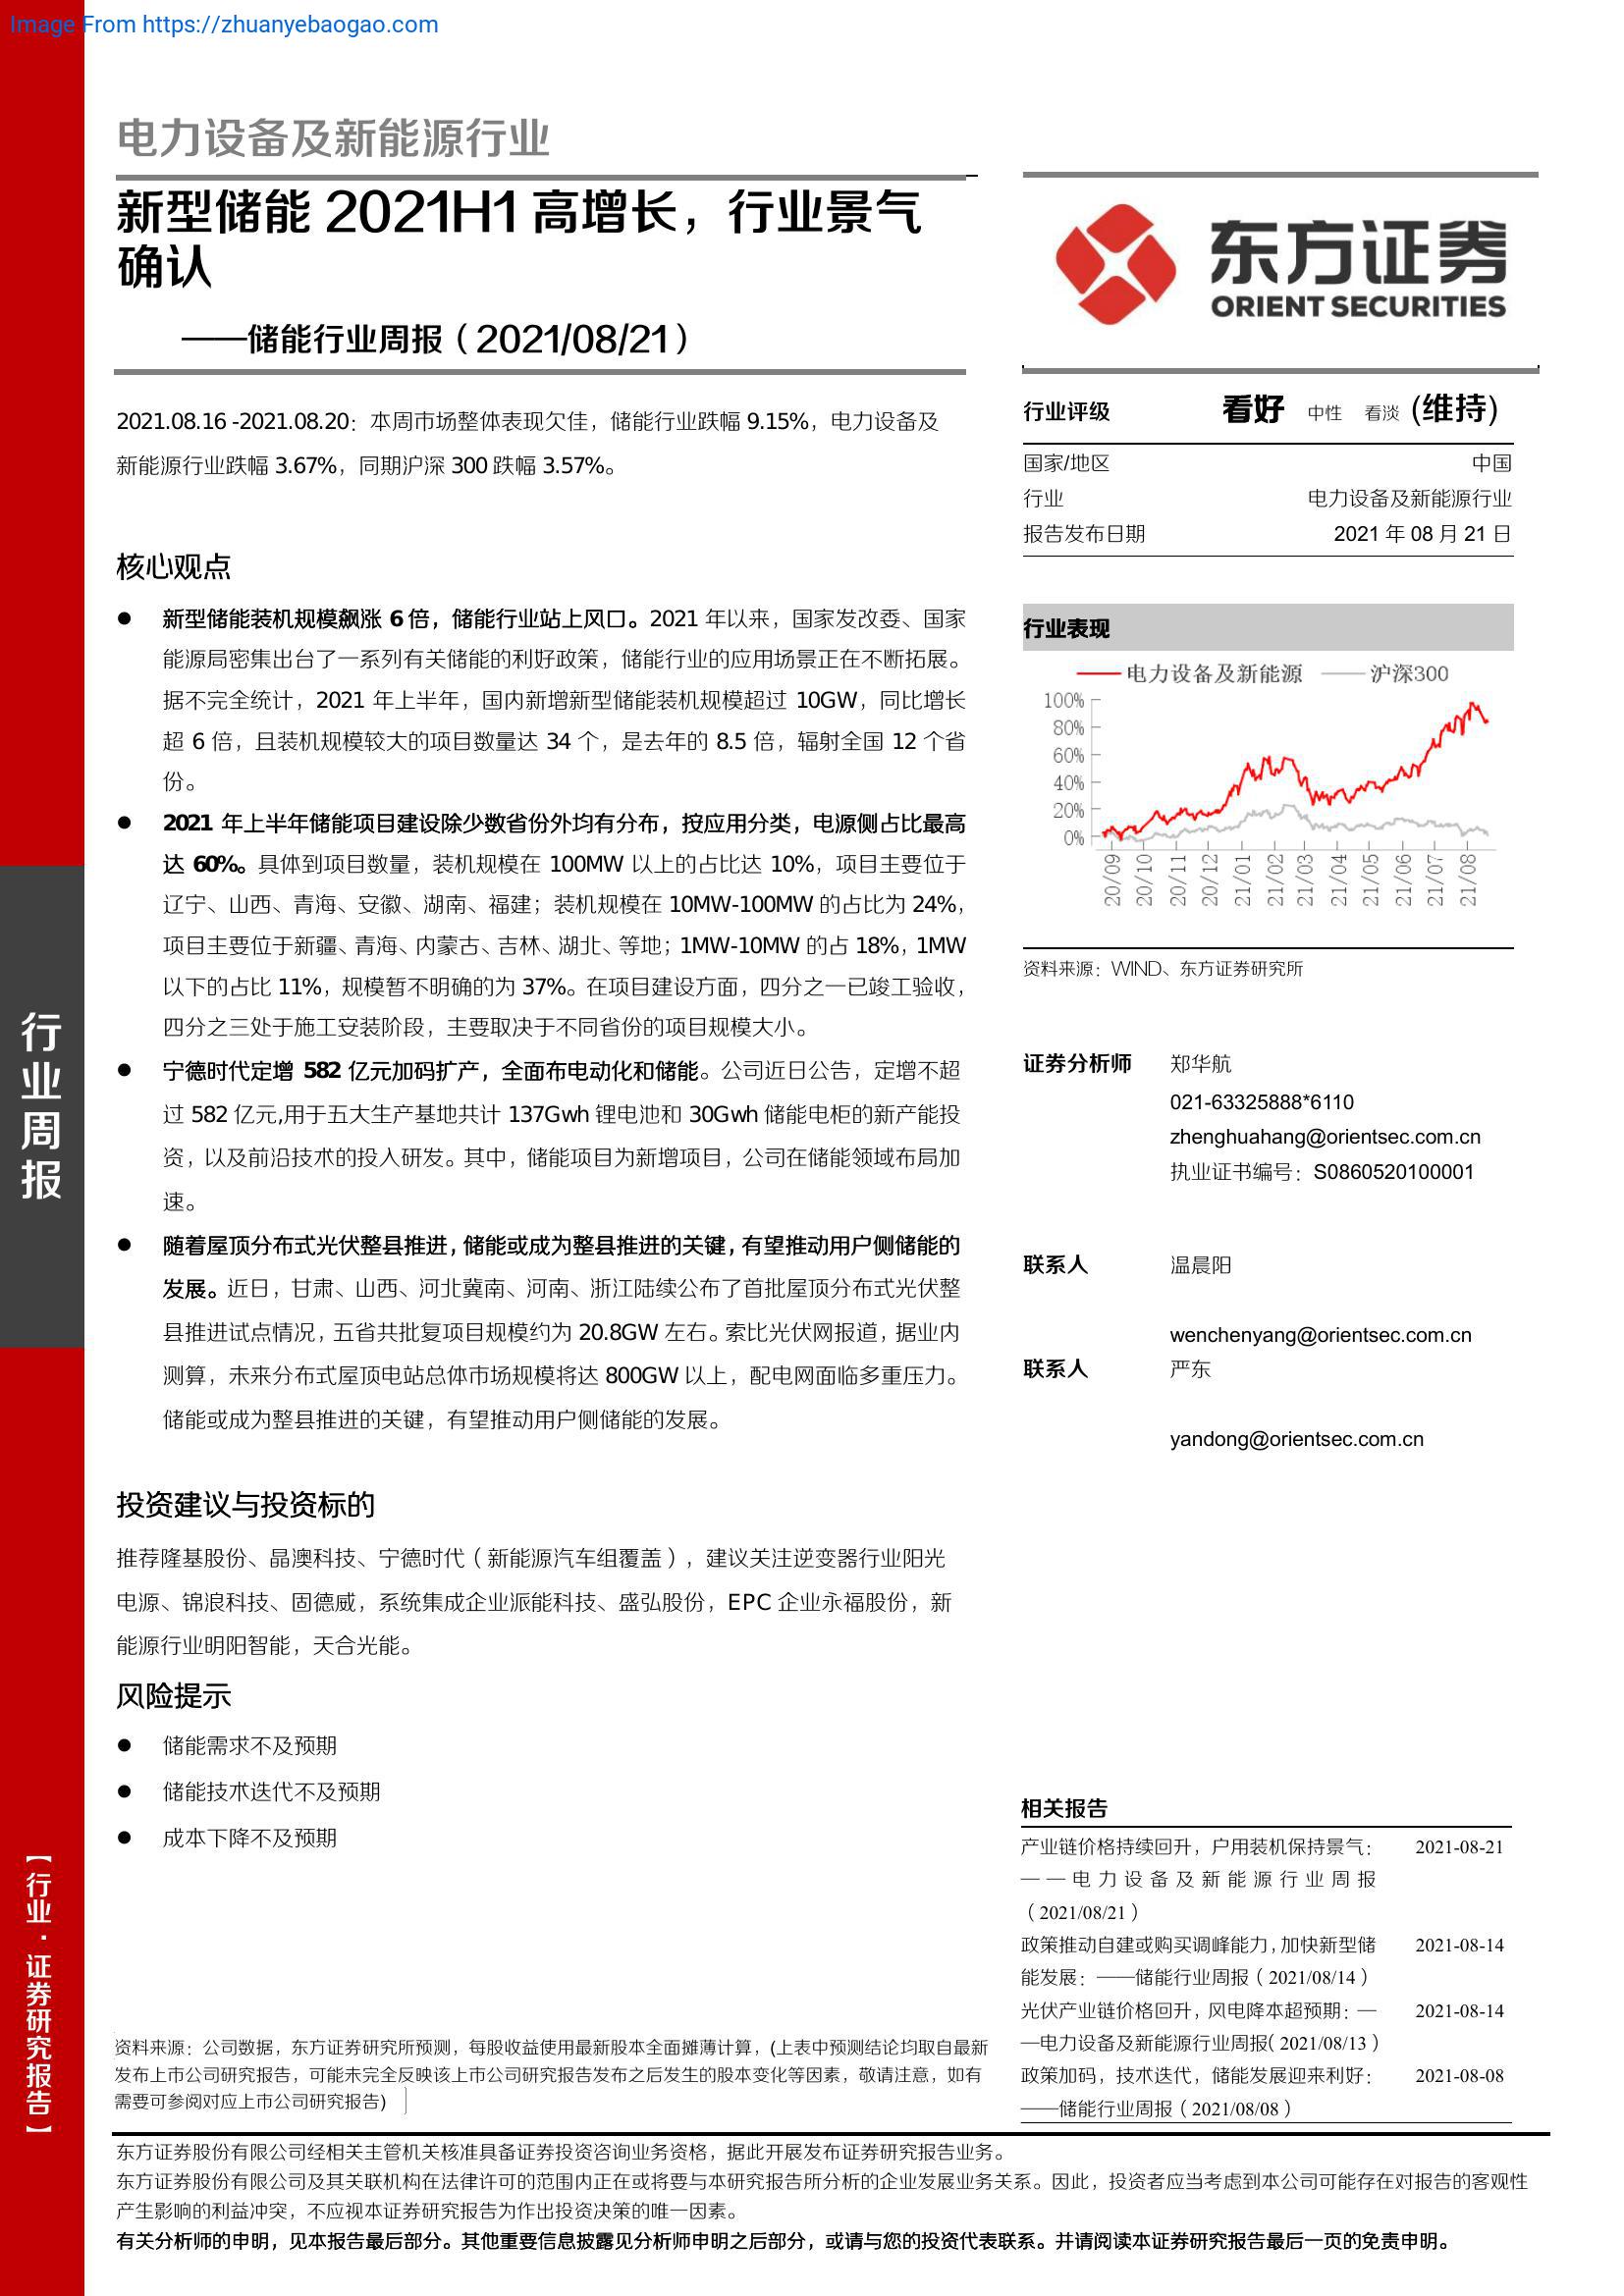 Image From https://zhuanyebaogao.com
电力设备及新能源行业
新型储能 2021H1 高增长，行业景气
确认
——储能行业周报（2021/08/21）
2021.08.16 -2021.08.20：本周市场整体表现欠佳，储能行业跌幅 9.15%，电力设备及
新能源行业跌幅 3.67%，同期沪深 300 跌幅 3.57%。
核心观点
● 新型储能装机规模飙涨 6 倍，储能行业站上风口。2021 年以来，国家发改委、国家
能源局密集出台了一系列有关储能的利好政策，储能行业的应用场景正在不断拓展。
据不完全统计，2021 年上半年，国内新增新型储能装机规模超过 10GW，同比增长
超 6 倍，且装机规模较大的项目数量达 34 个，是去年的 8.5 倍，辐射全国 12 个省
份。
● 2021 年上半年储能项目建设除少数省份外均有分布，按应用分类，电源侧占比最高
达 60%。具体到项目数量，装机规模在 100MW 以上的占比达 10%，项目主要位于
辽宁、山西、青海、安徽、湖南、福建；装机规模在 10MW-100MW 的占比为 24%，
项目主要位于新疆、青海、内蒙古、吉林、湖北、等地；1MW-10MW 的占 18%，1MW
以下的占比 11%，规模暂不明确的为 37%。在项目建设方面，四分之一已竣工验收，
四分之三处于施工安装阶段，主要取决于不同省份的项目规模大小。
● 宁德时代定增 582 亿元加码扩产，全面布电动化和储能。公司近日公告，定增不超
过 582 亿元,用于五大生产基地共计 137Gwh 锂电池和 30Gwh 储能电柜的新产能投
资，以及前沿技术的投入研发。其中，储能项目为新增项目，公司在储能领域布局加
速。
● 随着屋顶分布式光伏整县推进，储能或成为整县推进的关键，有望推动用户侧储能的
发展。近日，甘肃、山西、河北冀南、河南、浙江陆续公布了首批屋顶分布式光伏整
县推进试点情况，五省共批复项目规模约为 20.8GW 左右。索比光伏网报道，据业内
测算，未来分布式屋顶电站总体市场规模将达 800GW 以上，配电网面临多重压力。
储能或成为整县推进的关键，有望推动用户侧储能的发展。
投资建议与投资标的
推荐隆基股份、晶澳科技、宁德时代（新能源汽车组覆盖），建议关注逆变器行业阳光
电源、锦浪科技、固德威，系统集成企业派能科技、盛弘股份，EPC 企业永福股份，新
能源行业明阳智能，天合光能。
风险提示
● 储能需求不及预期
● 储能技术迭代不及预期
● 成本下降不及预期
资料来源：公司数据，东方证券研究所预测，每股收益使用最新股本全面摊薄计算，(上表中预测结论均取自最新
发布上市公司研究报告，可能未完全反映该上市公司研究报告发布之后发生的股本变化等因素，敬请注意，如有
需要可参阅对应上市公司研究报告)
东方证券
ORIENT SECURITIES
行业评级 看好 中性 看淡 (维持)
国家/地区 中国
行业 电力设备及新能源行业
报告发布日期 2021 年 08 月 21 日
行业表现
电力设备及新能源 沪深300
100%
80%
60%
40%
20%
0%
20/09 20/10 20/11 20/12 21/01 21/02 21/03 21/04 21/05 21/06 21/07 21/08
资料来源：WIND、东方证券研究所
证券分析师 郑华航
021-63325888*6110
zhenghuahang@orientsec.com.cn
执业证书编号：S0860520100001
联系人 温晨阳
wenchenyang@orientsec.com.cn
联系人 严东
yandong@orientsec.com.cn
相关报告
产业链价格持续回升，户用装机保持景气： 2021-08-21
——电力设备及新能源行业周报
（2021/08/21）
政策推动自建或购买调峰能力，加快新型储 2021-08-14
能发展：——储能行业周报（2021/08/14）
光伏产业链价格回升，风电降本超预期：— 2021-08-14
—电力设备及新能源行业周报（2021/08/13）
政策加码，技术迭代，储能发展迎来利好： 2021-08-08
——储能行业周报（2021/08/08）
行业周报
【行业·证券研究报告】
东方证券股份有限公司经相关主管机关核准具备证券投资咨询业务资格，据此开展发布证券研究报告业务。
东方证券股份有限公司及其关联机构在法律许可的范围内正在或将要与本研究报告所分析的企业发展业务关系。因此，投资者应当考虑到本公司可能存在对报告的客观性
产生影响的利益冲突，不应视本证券研究报告为作出投资决策的唯一因素。
有关分析师的申明，见本报告最后部分。其他重要信息披露见分析师申明之后部分，或请与您的投资代表联系。并请阅读本证券研究报告最后一页的免责申明。